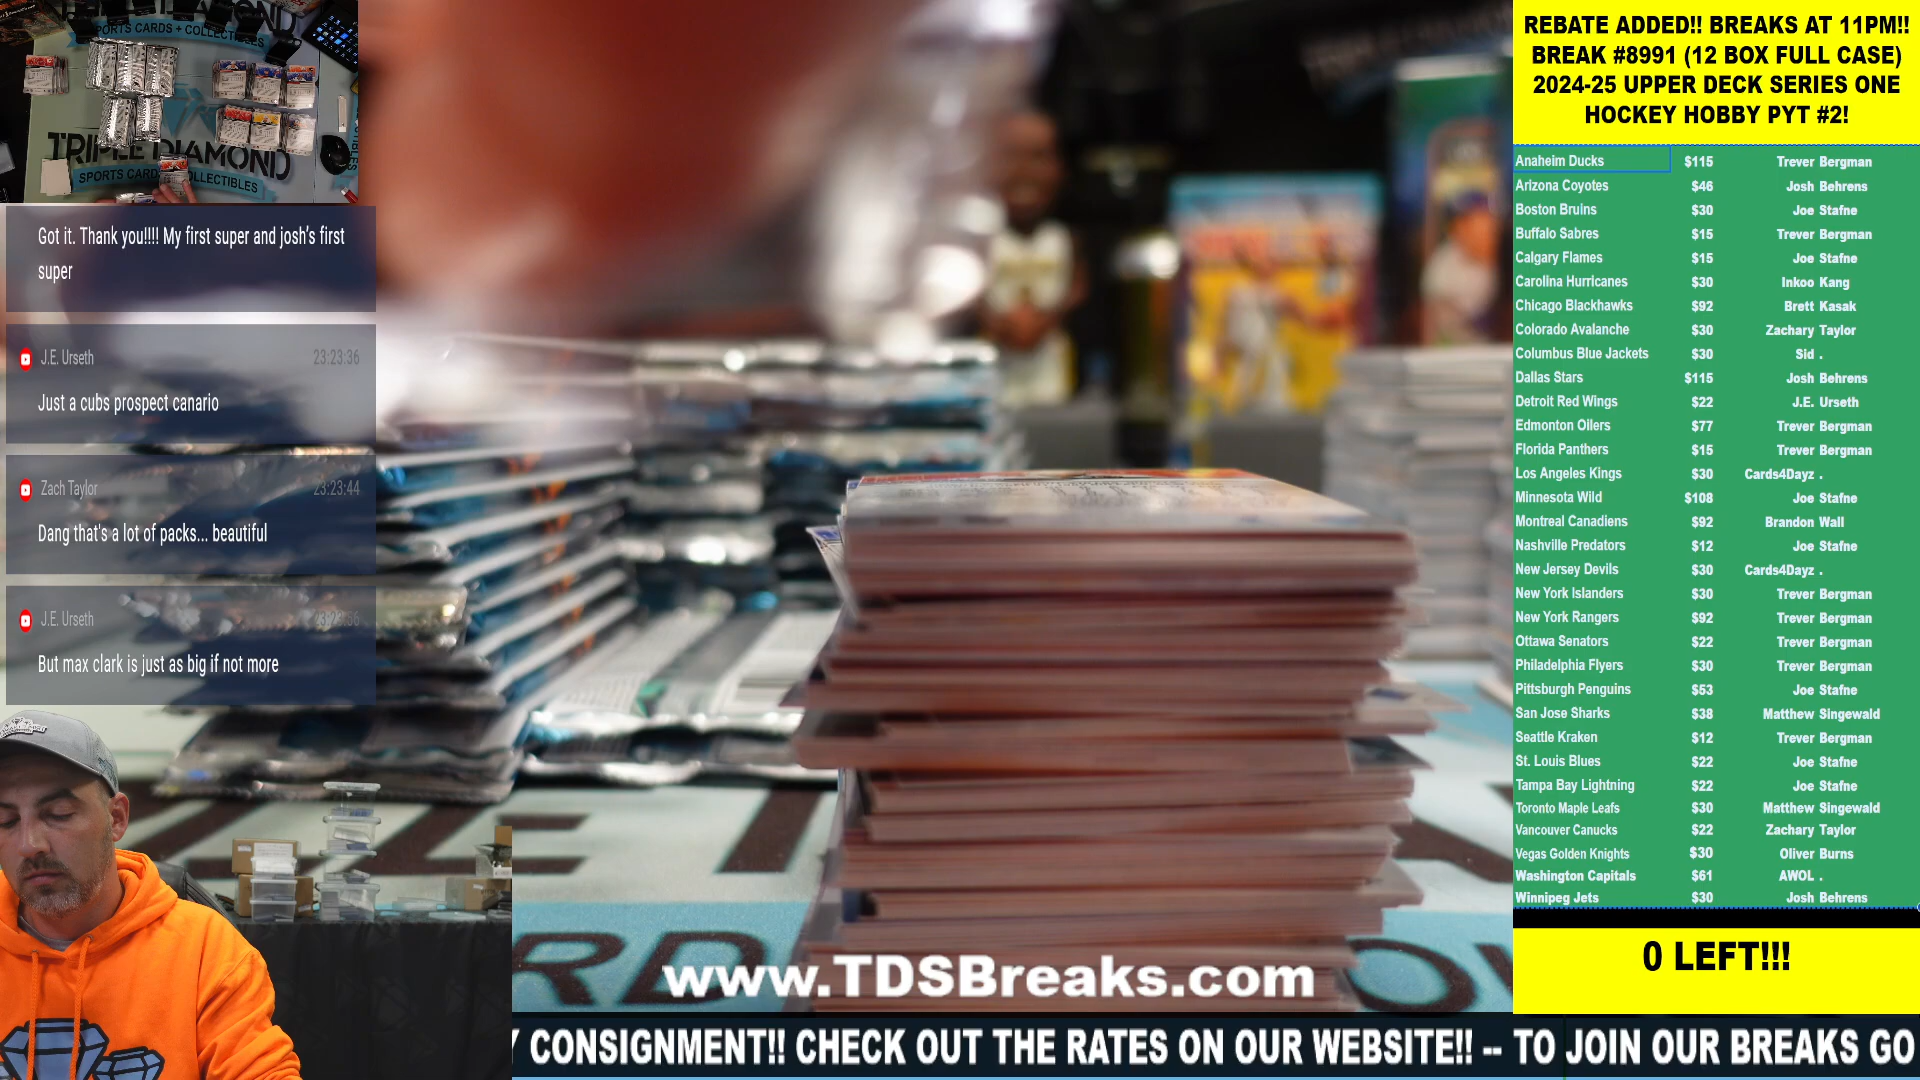 SPORTS CARDS + COLLECTIBLES
TRIPLE DIAMOND
SPORTS CARDS COLLECTIBLES
Got it. Thank you!!!! My first super and josh's first
super
J.E. Urseth 23:23:36
Just a cubs prospect canario
Zach Taylor 23:23:44
Dang that's a lot of packs... beautiful
J.E. Urseth 23:23:56
But max clark is just as big if not more
www.TDSBreaks.com
REBATE ADDED!! BREAKS AT 11PM!!
BREAK #8991 (12 BOX FULL CASE)
2024-25 UPPER DECK SERIES ONE
HOCKEY HOBBY PYT #2!
Anaheim Ducks $115 Trever Bergman
Arizona Coyotes $46 Josh Behrens
Boston Bruins $30 Joe Stafne
Buffalo Sabres $15 Trever Bergman
Calgary Flames $15 Joe Stafne
Carolina Hurricanes $30 Inkoo Kang
Chicago Blackhawks $92 Brett Kasak
Colorado Avalanche $30 Zachary Taylor
Columbus Blue Jackets $30 Sid .
Dallas Stars $115 Josh Behrens
Detroit Red Wings $22 J.E. Urseth
Edmonton Oilers $77 Trever Bergman
Florida Panthers $15 Trever Bergman
Los Angeles Kings $30 Cards4Dayz .
Minnesota Wild $108 Joe Stafne
Montreal Canadiens $92 Brandon Wall
Nashville Predators $12 Joe Stafne
New Jersey Devils $30 Cards4Dayz .
New York Islanders $30 Trever Bergman
New York Rangers $92 Trever Bergman
Ottawa Senators $22 Trever Bergman
Philadelphia Flyers $30 Trever Bergman
Pittsburgh Penguins $53 Joe Stafne
San Jose Sharks $38 Matthew Singewald
Seattle Kraken $12 Trever Bergman
St. Louis Blues $22 Joe Stafne
Tampa Bay Lightning $22 Joe Stafne
Toronto Maple Leafs $30 Matthew Singewald
Vancouver Canucks $22 Zachary Taylor
Vegas Golden Knights $30 Oliver Burns
Washington Capitals $61 AWOL .
Winnipeg Jets $30 Josh Behrens
0 LEFT!!!
Y CONSIGNMENT!! CHECK OUT THE RATES ON OUR WEBSITE!! -- TO JOIN OUR BREAKS GO